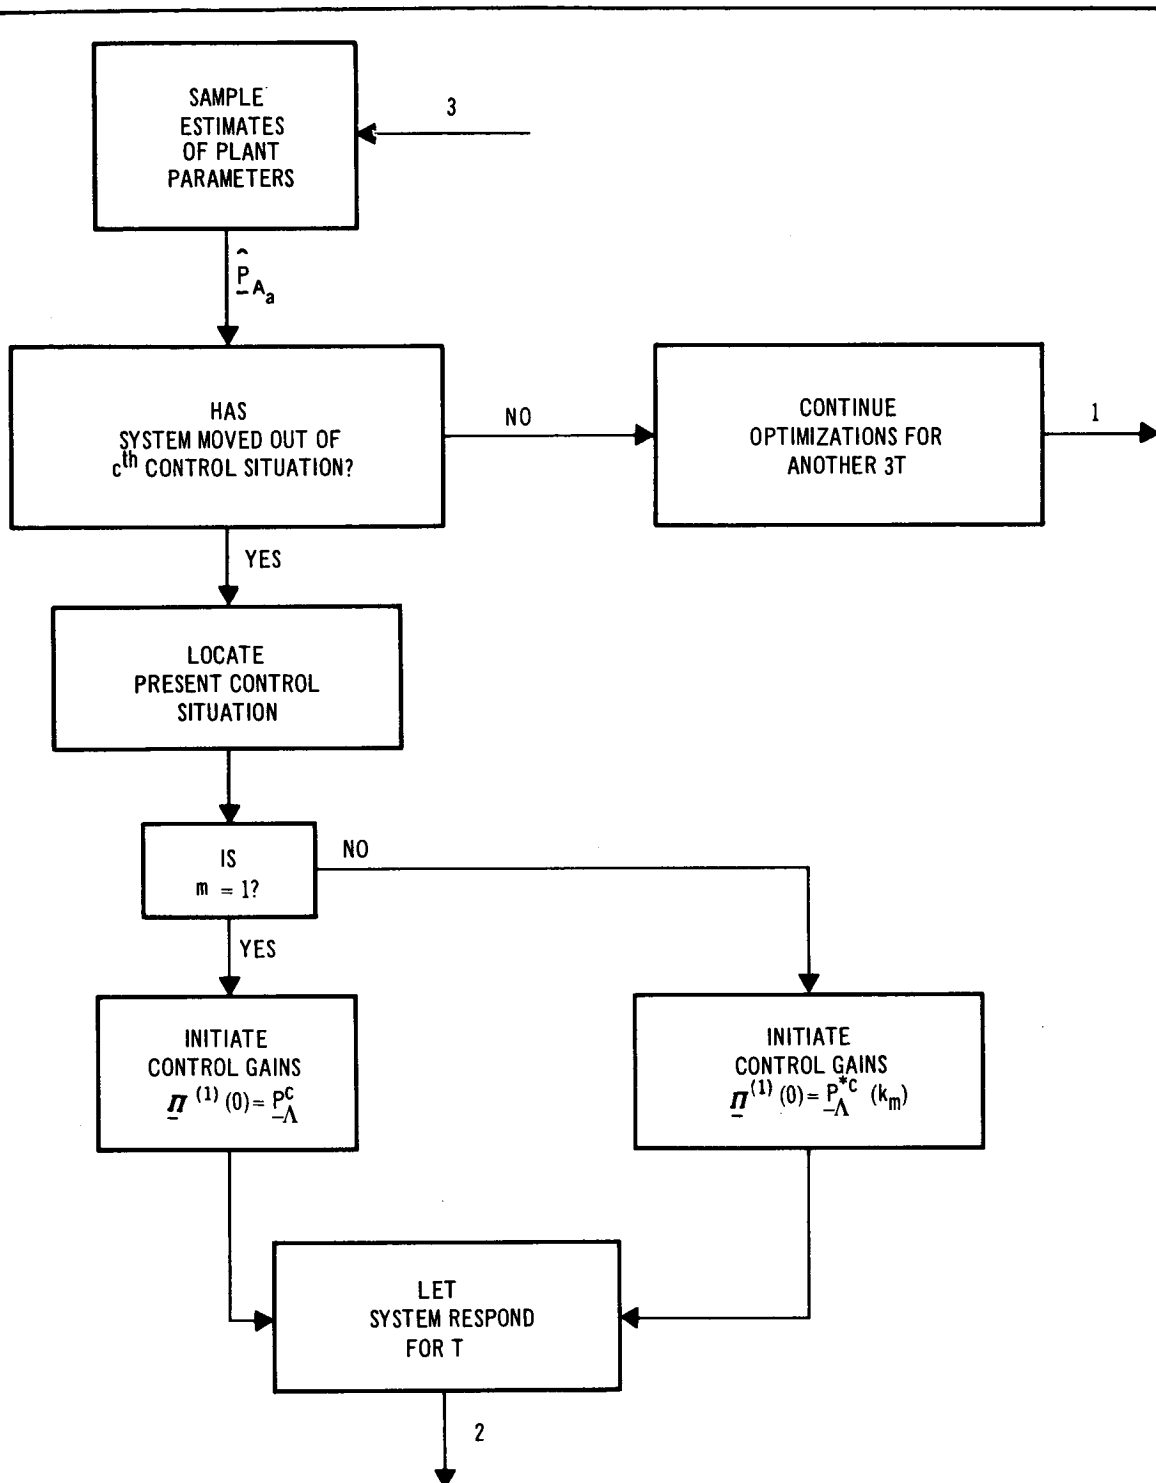 SAMPLE
ESTIMATES
OF PLANT
PARAMETERS
3
P̲̂ A_a
HAS
SYSTEM MOVED OUT OF
c^th CONTROL SITUATION?
NO
CONTINUE
OPTIMIZATIONS FOR
ANOTHER 3T
1
YES
LOCATE
PRESENT CONTROL
SITUATION
IS
m = 1?
NO
YES
INITIATE
CONTROL GAINS
Π̲^(1) (0) = P̲^C_Λ
INITIATE
CONTROL GAINS
Π̲^(1) (0) = P̲^*C_Λ (k_m)
LET
SYSTEM RESPOND
FOR T
2